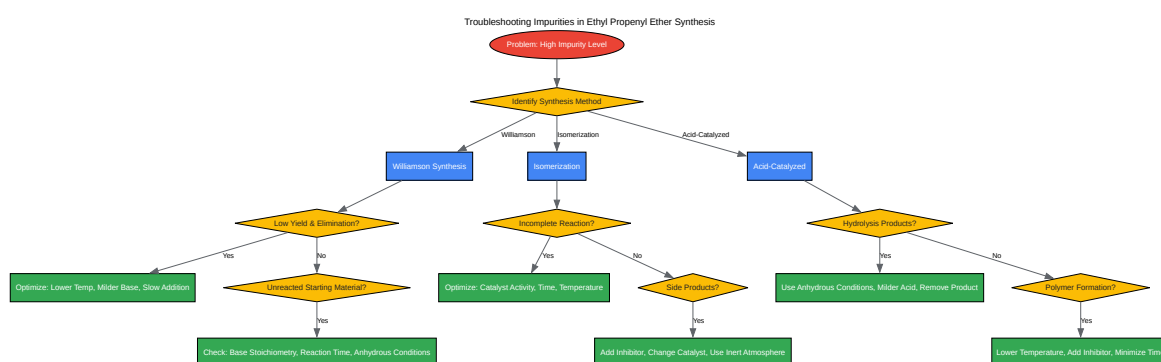 Troubleshooting Impurities in Ethyl Propenyl Ether Synthesis
Problem: High Impurity Level
Identify Synthesis Method
Williamson
Isomerization
Acid-Catalyzed
Williamson Synthesis
Isomerization
Acid-Catalyzed
Low Yield & Elimination?
Incomplete Reaction?
Hydrolysis Products?
Yes
No
Yes
No
Yes
No
Optimize: Lower Temp, Milder Base, Slow Addition
Unreacted Starting Material?
Optimize: Catalyst Activity, Time, Temperature
Side Products?
Use Anhydrous Conditions, Milder Acid, Remove Product
Polymer Formation?
Yes
Yes
Yes
Check: Base Stoichiometry, Reaction Time, Anhydrous Conditions
Add Inhibitor, Change Catalyst, Use Inert Atmosphere
Lower Temperature, Add Inhibitor, Minimize Tim